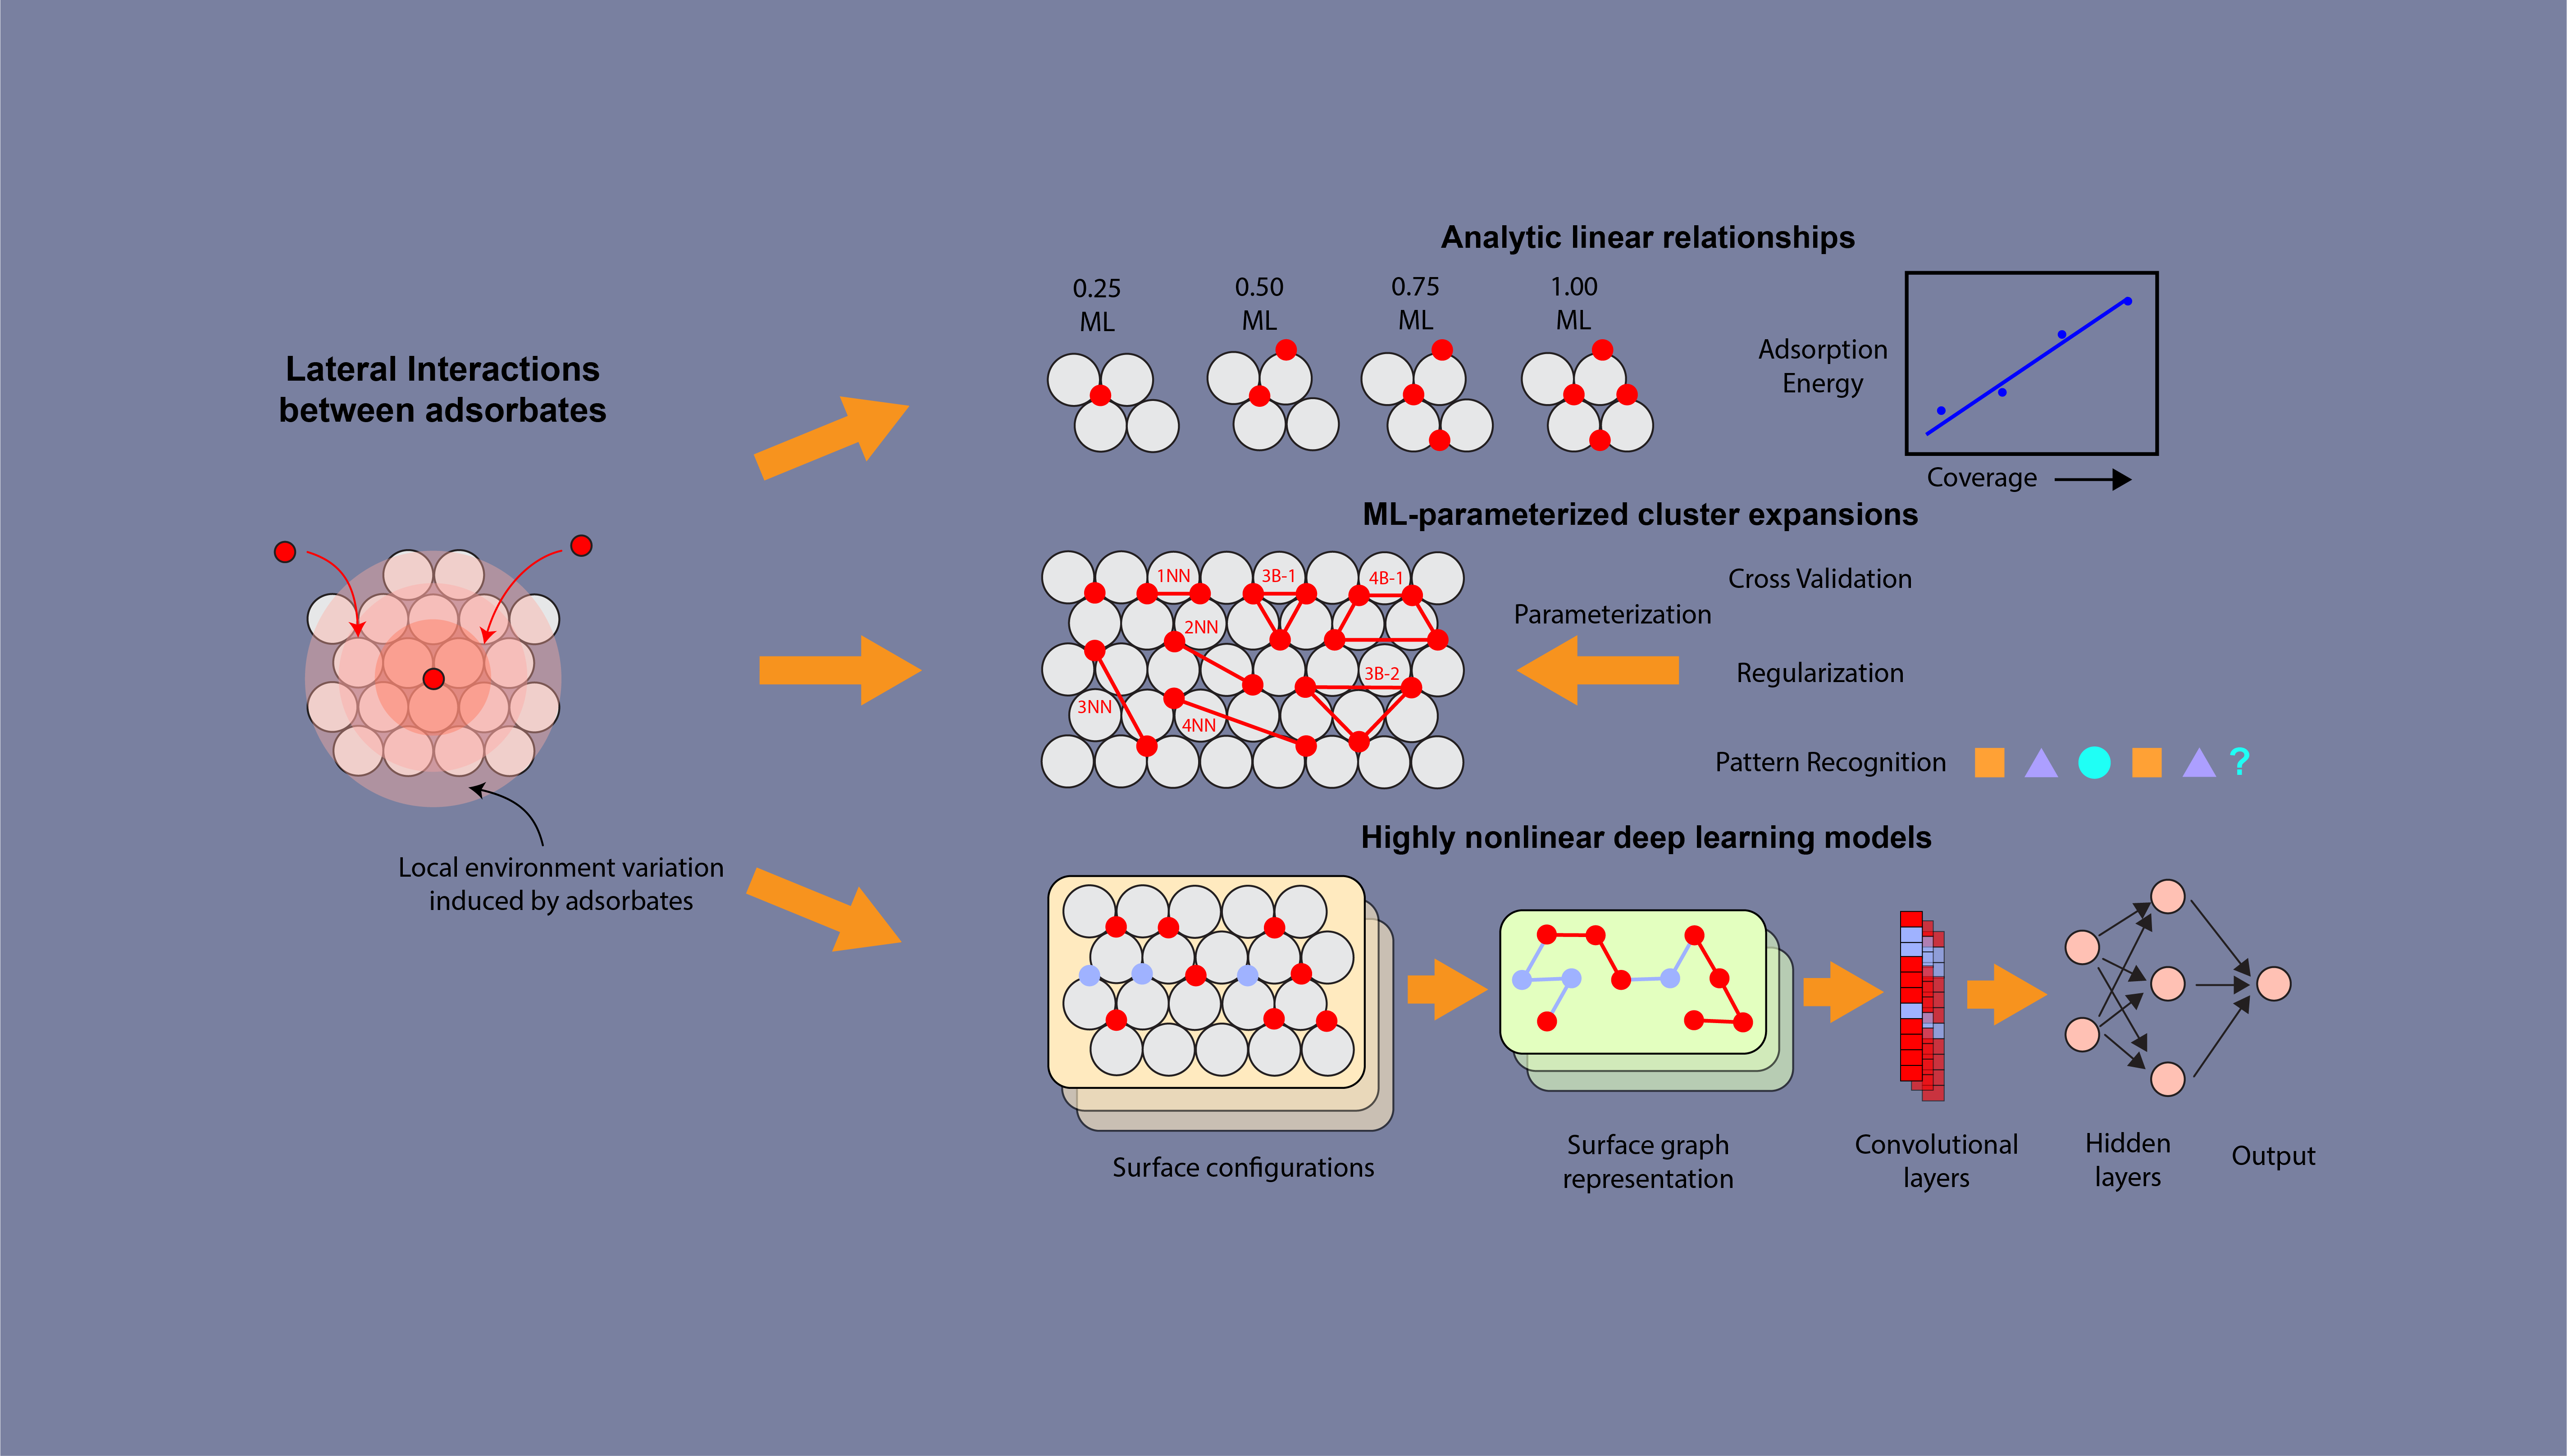 Lateral Interactions
between adsorbates
Local environment variation
induced by adsorbates
Analytic linear relationships
0.25
ML
0.50
ML
0.75
ML
1.00
ML
Adsorption
Energy
Coverage
ML-parameterized cluster expansions
1NN
3B-1
4B-1
2NN
3B-2
3NN
4NN
Cross Validation
Parameterization
Regularization
Pattern Recognition ?
Highly nonlinear deep learning models
Surface configurations
Surface graph
representation
Convolutional
layers
Hidden
layers
Output